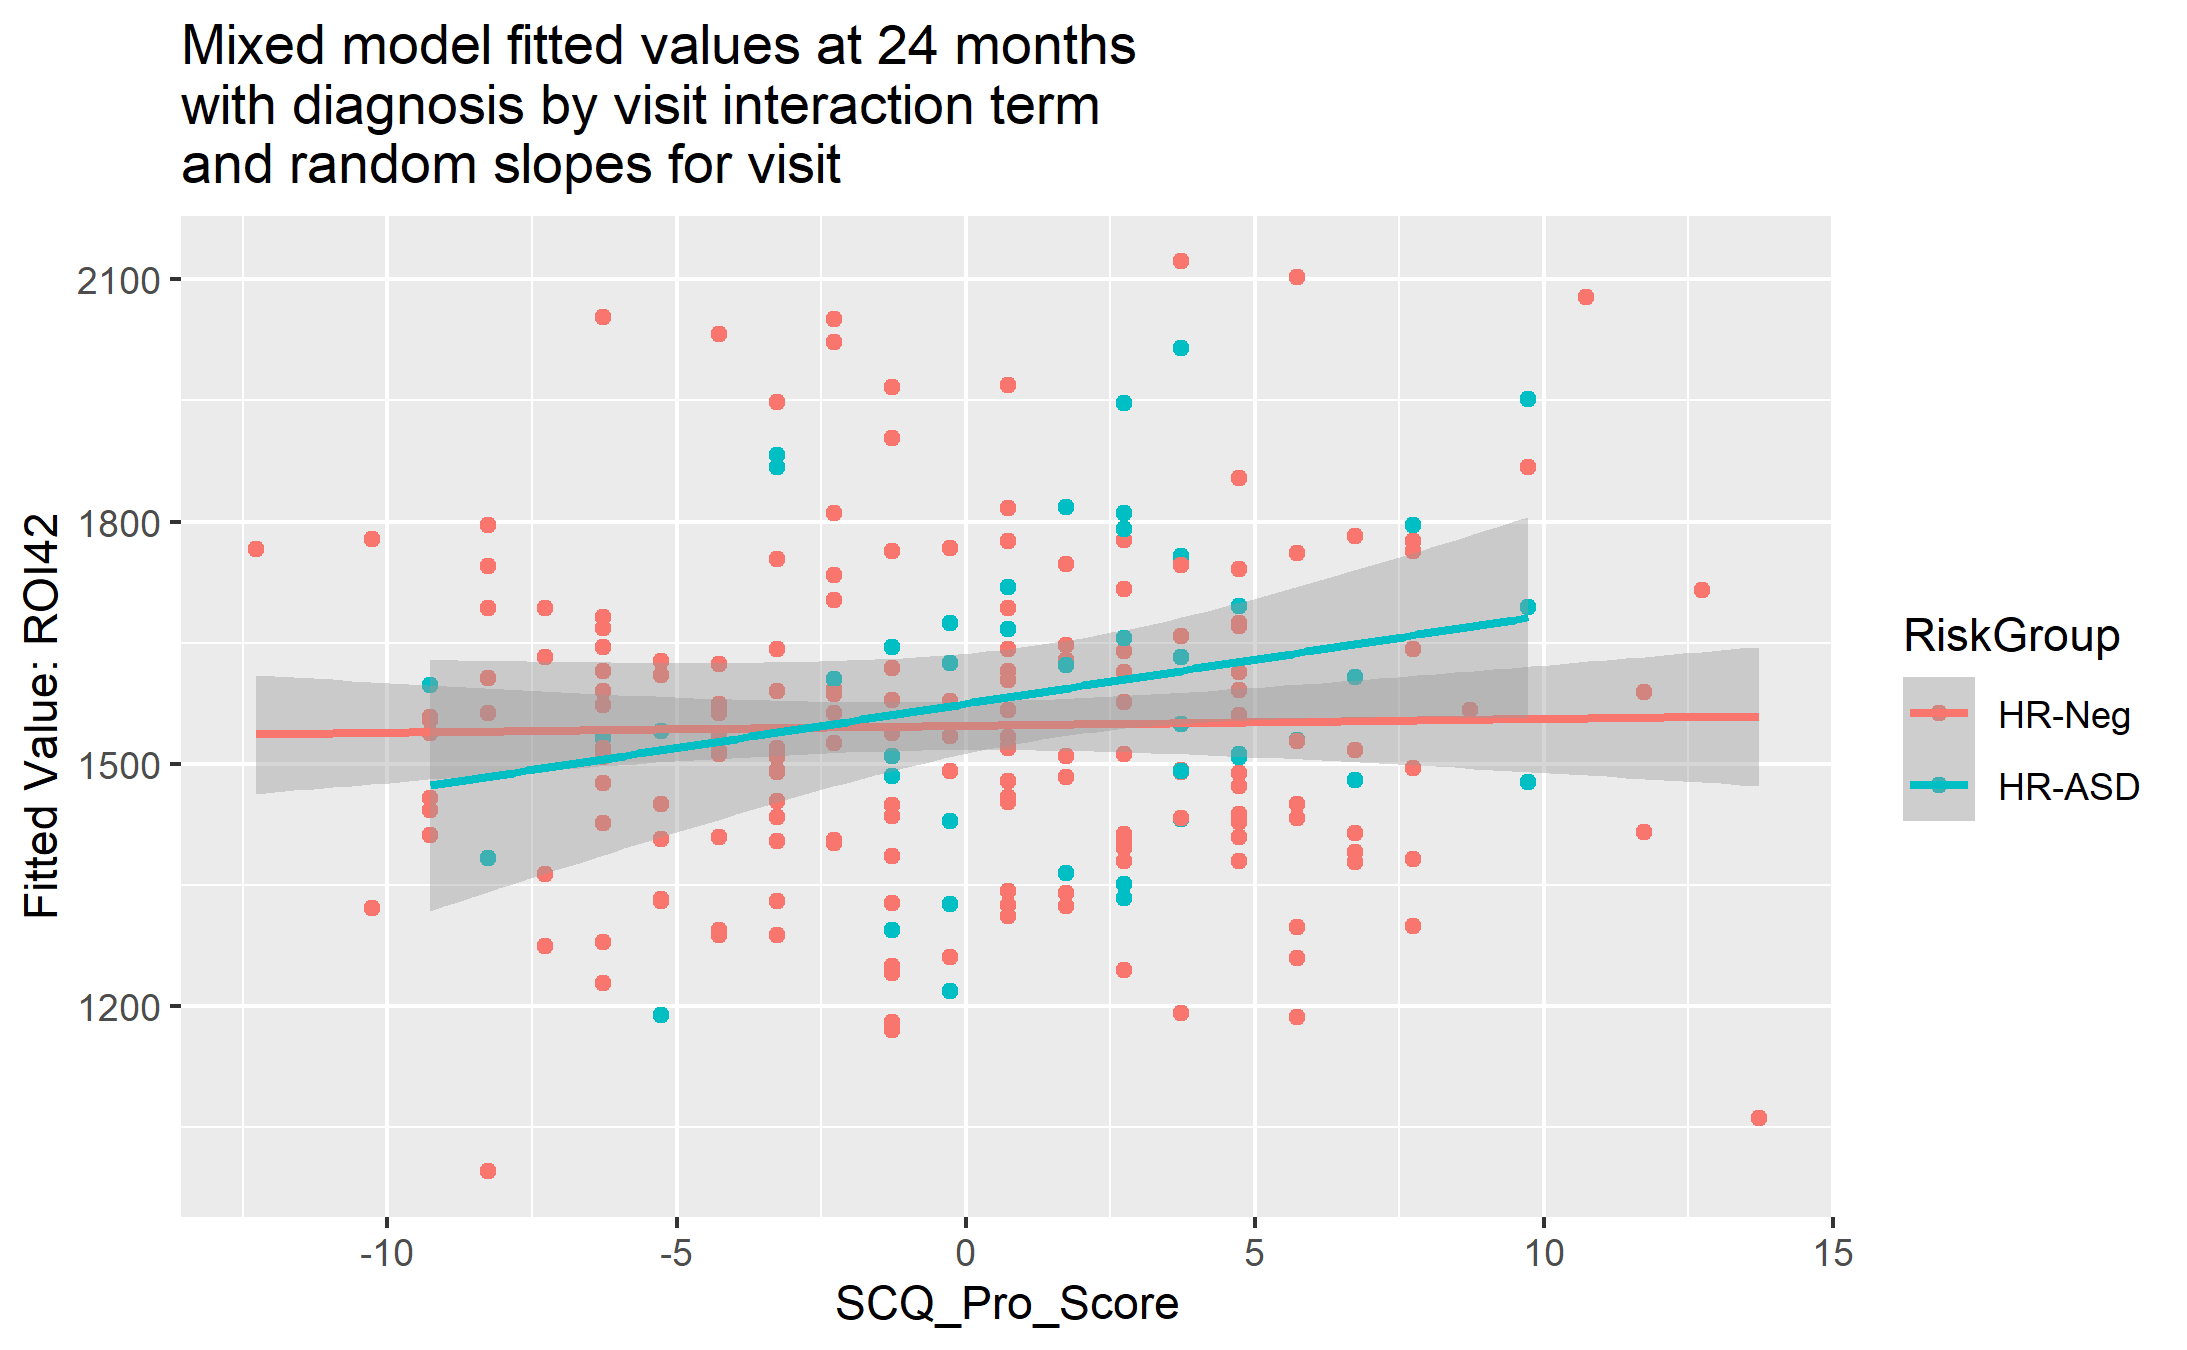 Mixed model fitted values at 24 months
with diagnosis by visit interaction term
and random slopes for visit
Fitted Value: ROI42
2100
1800
1500
1200
-10
-5
0
5
10
15
SCQ_Pro_Score
RiskGroup
HR-Neg
HR-ASD